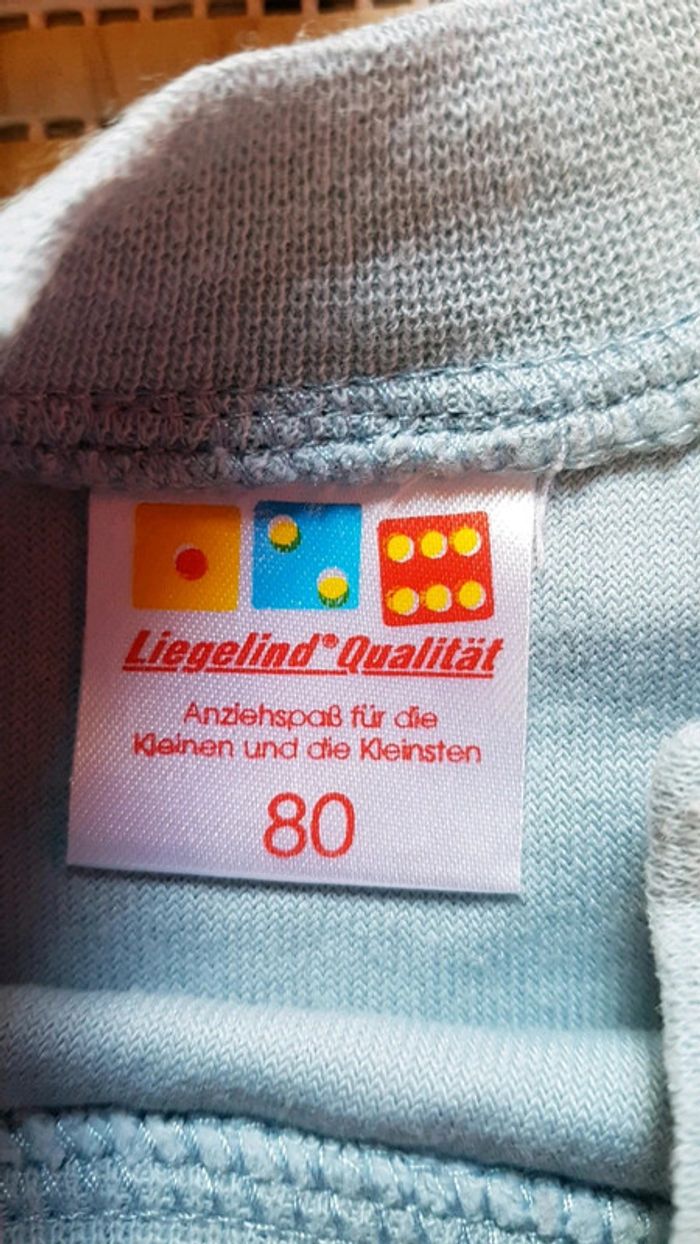 Liegelind® Qualität
Anziehspaß für die
Kleinen und die Kleinsten
80